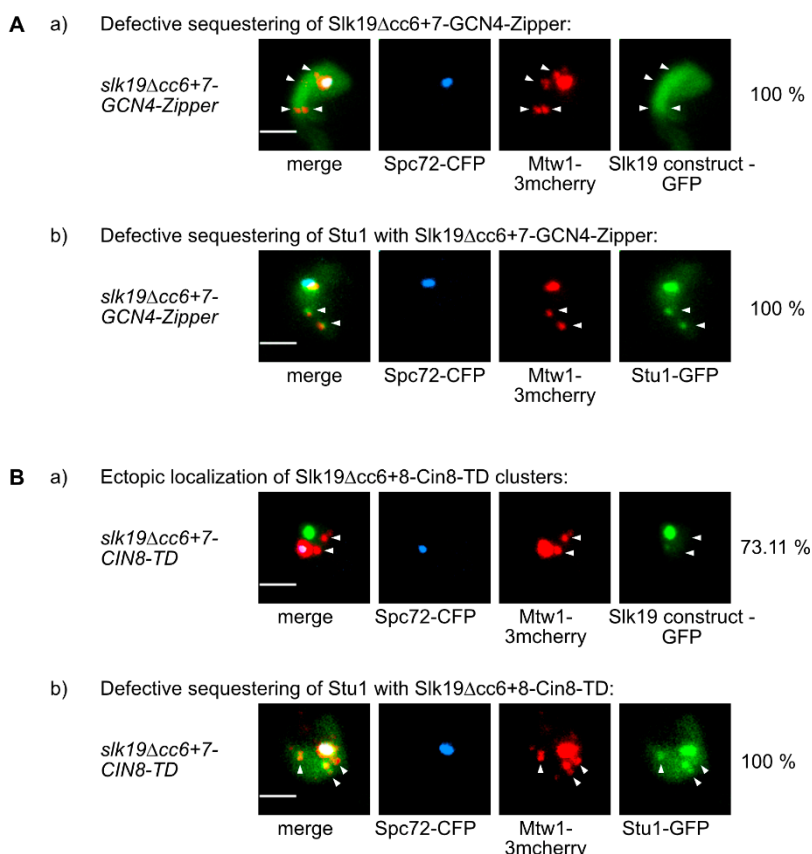 A a) Defective sequestering of Slk19Δcc6+7-GCN4-Zipper:
slk19Δcc6+7-
GCN4-Zipper
100 %
merge Spc72-CFP Mtw1-
3mcherry
Slk19 construct -
GFP
b) Defective sequestering of Stu1 with Slk19Δcc6+7-GCN4-Zipper:
slk19Δcc6+7-
GCN4-Zipper
100 %
merge Spc72-CFP Mtw1-
3mcherry
Stu1-GFP
B a) Ectopic localization of Slk19Δcc6+8-Cin8-TD clusters:
slk19Δcc6+7-
CIN8-TD
73.11 %
merge Spc72-CFP Mtw1-
3mcherry
Slk19 construct -
GFP
b) Defective sequestering of Stu1 with Slk19Δcc6+8-Cin8-TD:
slk19Δcc6+7-
CIN8-TD
100 %
merge Spc72-CFP Mtw1-
3mcherry
Stu1-GFP